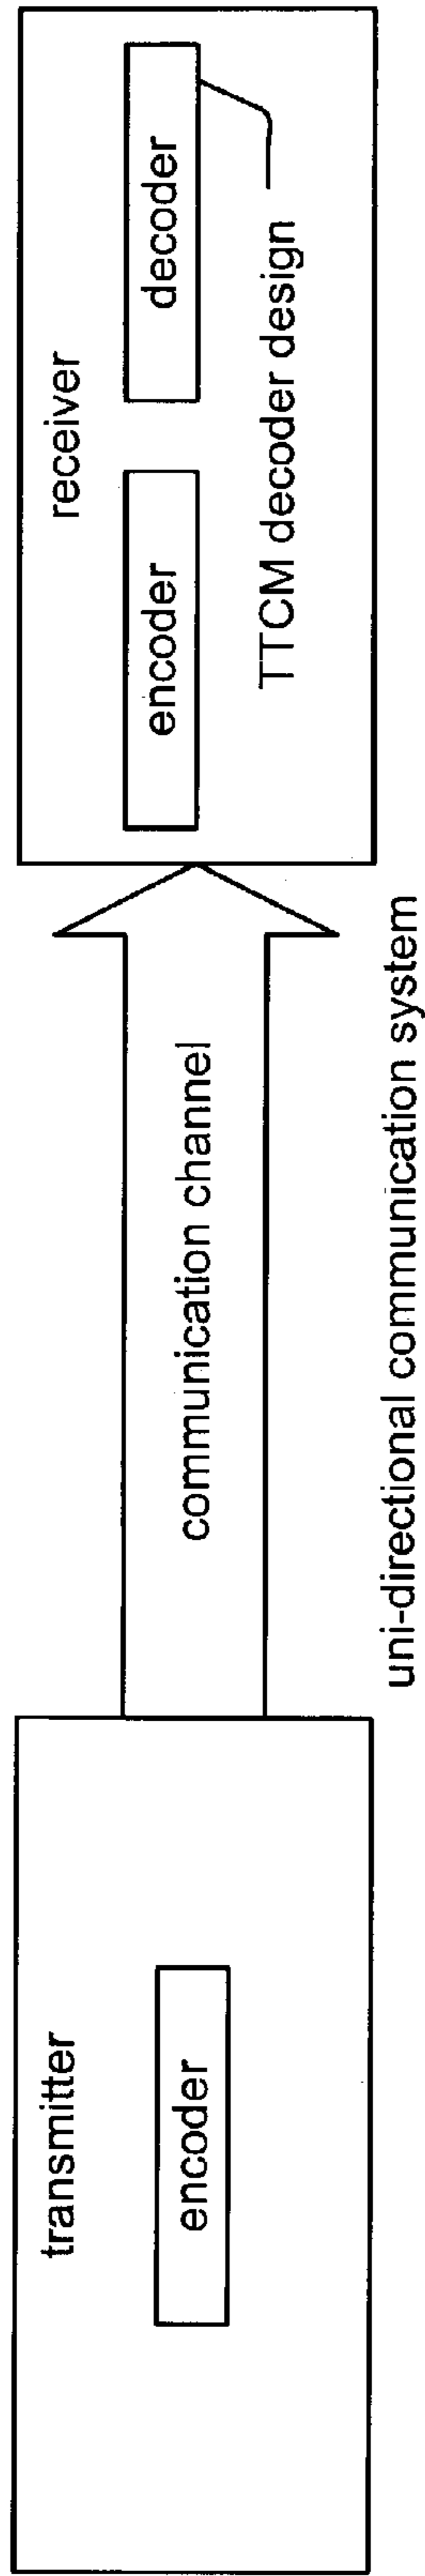 transmitter
encoder
communication channel
receiver
encoder
decoder
TTCM decoder design
uni-directional communication system